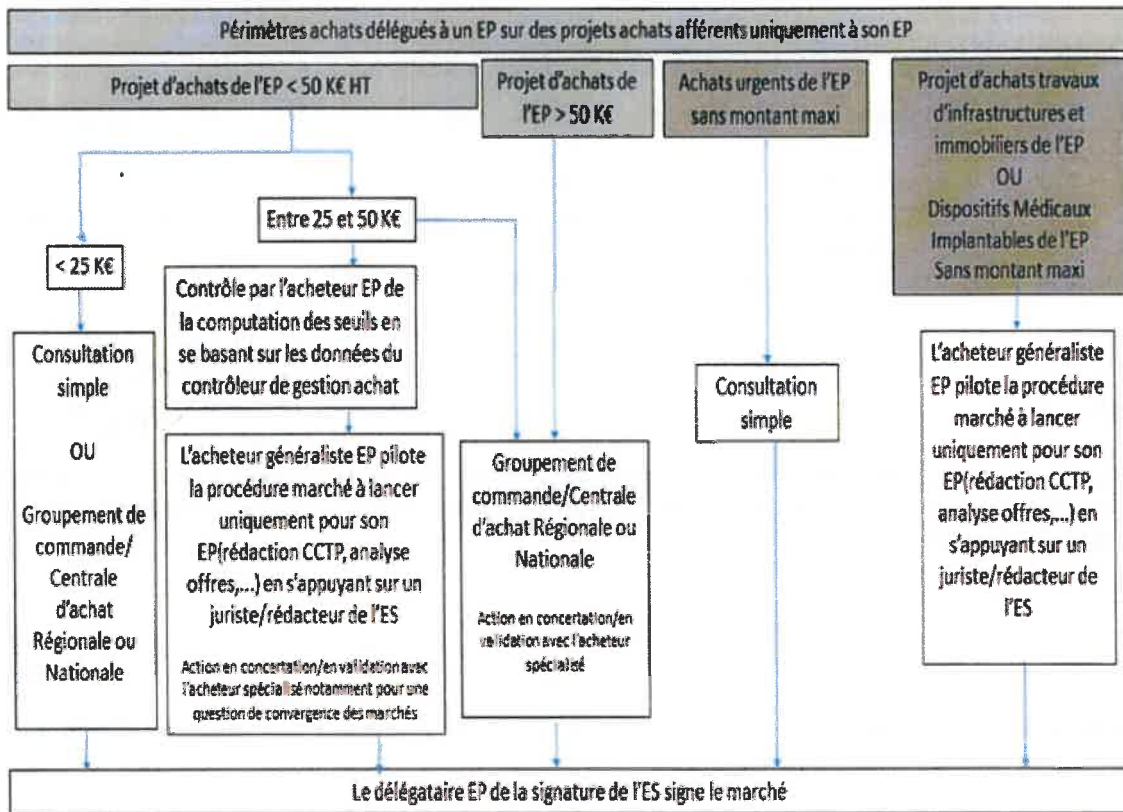 Périmètres achats délégués à un EP sur des projets achats afférents uniquement à son EP
Projet d'achats de l'EP < 50 K€ HT
Projet d'achats de
l'EP > 50 K€
Achats urgents de l'EP
sans montant maxi
Projet d'achats travaux
d'infrastructures et
immobiliers de l'EP
OU
Dispositifs Médicaux
Implantables de l'EP
Sans montant maxi
Entre 25 et 50 K€
< 25 K€
Contrôle par l'acheteur EP de
la computation des seuils en
se basant sur les données du
contrôleur de gestion achat
Consultation
simple
OU
Groupement de
commande/
Centrale
d'achat
Régionale ou
Nationale
L'acheteur généraliste EP pilote
la procédure marché à lancer
uniquement pour son
EP(rédaction CCTP, analyse
offres,...) en s'appuyant sur un
juriste/rédacteur de l'ES
Action en concertation/en validation avec
l'acheteur spécialisé notamment pour une
question de convergence des marchés
Groupement de
commande/Centrale
d'achat Régionale ou
Nationale
Action en concertation/en
validation avec l'acheteur
spécialisé
Consultation
simple
L'acheteur généraliste
EP pilote la procédure
marché à lancer
uniquement pour son
EP(rédaction CCTP,
analyse offres,...) en
s'appuyant sur un
juriste/rédacteur de
l'ES
Le délégataire EP de la signature de l'ES signe le marché